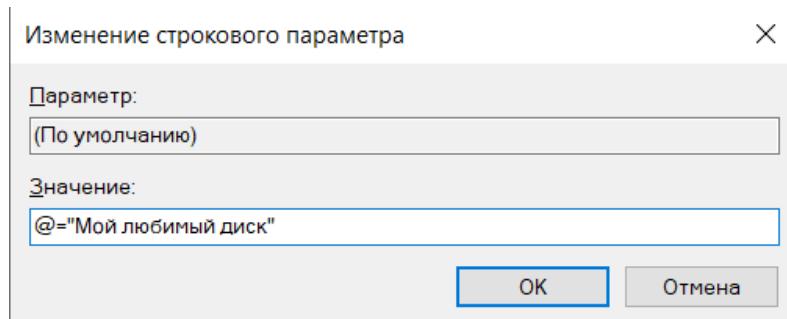 Изменение строкового параметра
Параметр:
(По умолчанию)
Значение:
@="Мой любимый диск"
OK
Отмена